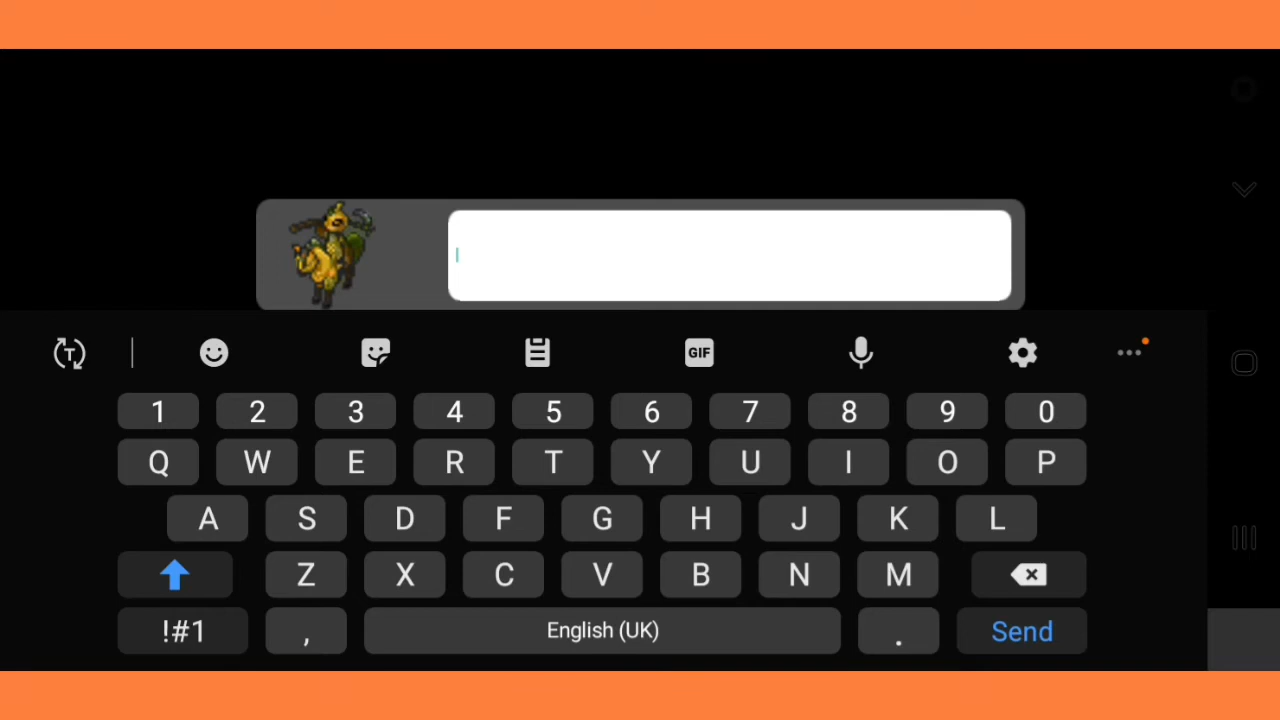 GIF
1 2 3 4 5 6 7 8 9 0
Q W E R T Y U I O P
A S D F G H J K L
Z X C V B N M
!#1 , English (UK) . Send